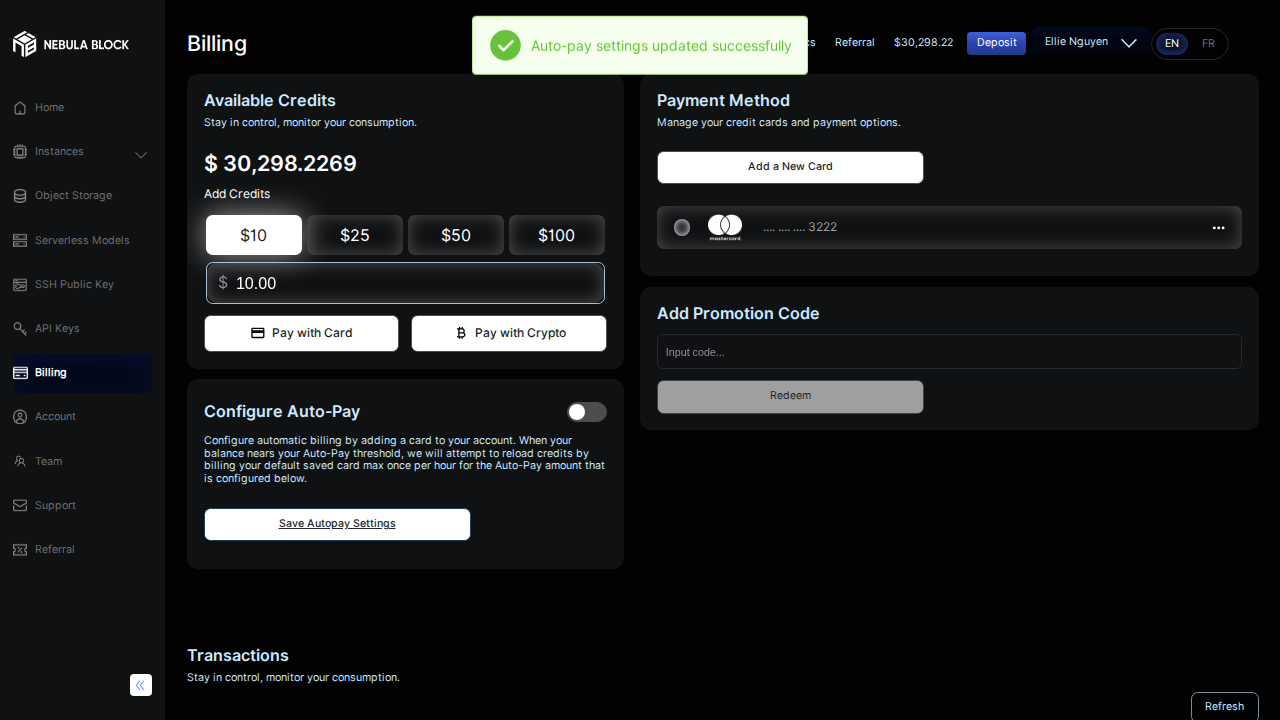 NEBULA BLOCK
Home
Instances
Object Storage
Serverless Models
SSH Public Key
API Keys
Billing
Account
Team
Support
Referral
Billing
Auto-pay settings updated successfully
cs
Referral
$30,298.22
Deposit
Ellie Nguyen
EN
FR
Available Credits
Stay in control, monitor your consumption.
$ 30,298.2269
Add Credits
$10
$25
$50
$100
$ 10.00
Pay with Card
Pay with Crypto
Configure Auto-Pay
Configure automatic billing by adding a card to your account. When your
balance nears your Auto-Pay threshold, we will attempt to reload credits by
billing your default saved card max once per hour for the Auto-Pay amount that
is configured below.
Save Autopay Settings
Payment Method
Manage your credit cards and payment options.
Add a New Card
mastercard
.... .... .... 3222
Add Promotion Code
Input code...
Redeem
Transactions
Stay in control, monitor your consumption.
Refresh